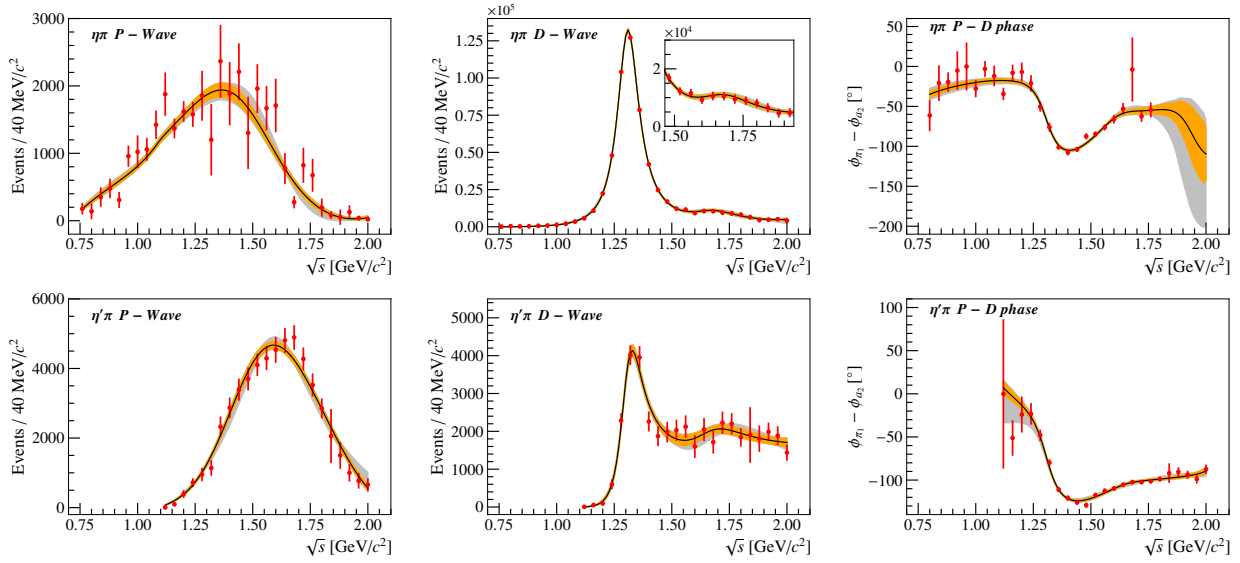 ηπ P − Wave
Events / 40 MeV/c²
3000
2000
1000
0
0.75 1.00 1.25 1.50 1.75 2.00
√s [GeV/c²]
×10⁵
ηπ D − Wave
Events / 40 MeV/c²
1.25
1.00
0.75
0.50
0.25
0.00
0.75 1.00 1.25 1.50 1.75 2.00
√s [GeV/c²]
×10⁴
2
1
0
1.50 1.75
ηπ P − D phase
ϕπ₁ − ϕa₂ [°]
0
−50
−100
−150
−200
0.75 1.00 1.25 1.50 1.75 2.00
√s [GeV/c²]
η′π P − Wave
Events / 40 MeV/c²
6000
4000
2000
0
0.75 1.00 1.25 1.50 1.75 2.00
√s [GeV/c²]
η′π D − Wave
Events / 40 MeV/c²
5000
4000
3000
2000
1000
0
0.75 1.00 1.25 1.50 1.75 2.00
√s [GeV/c²]
η′π P − D phase
ϕπ₁ − ϕa₂ [°]
100
50
0
−50
−100
0.75 1.00 1.25 1.50 1.75 2.00
√s [GeV/c²]